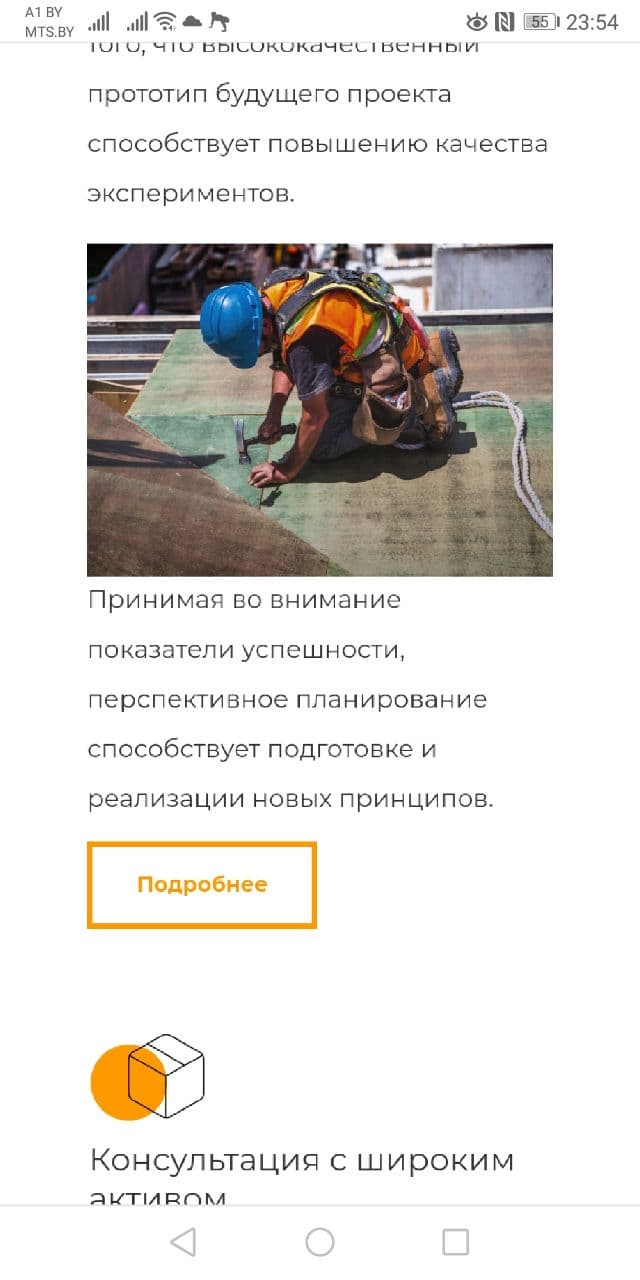 A1 BY
MTS.BY
55
23:54
того, что высококачественный
прототип будущего проекта
способствует повышению качества
экспериментов.
Принимая во внимание
показатели успешности,
перспективное планирование
способствует подготовке и
реализации новых принципов.
Подробнее
Консультация с широким
активом